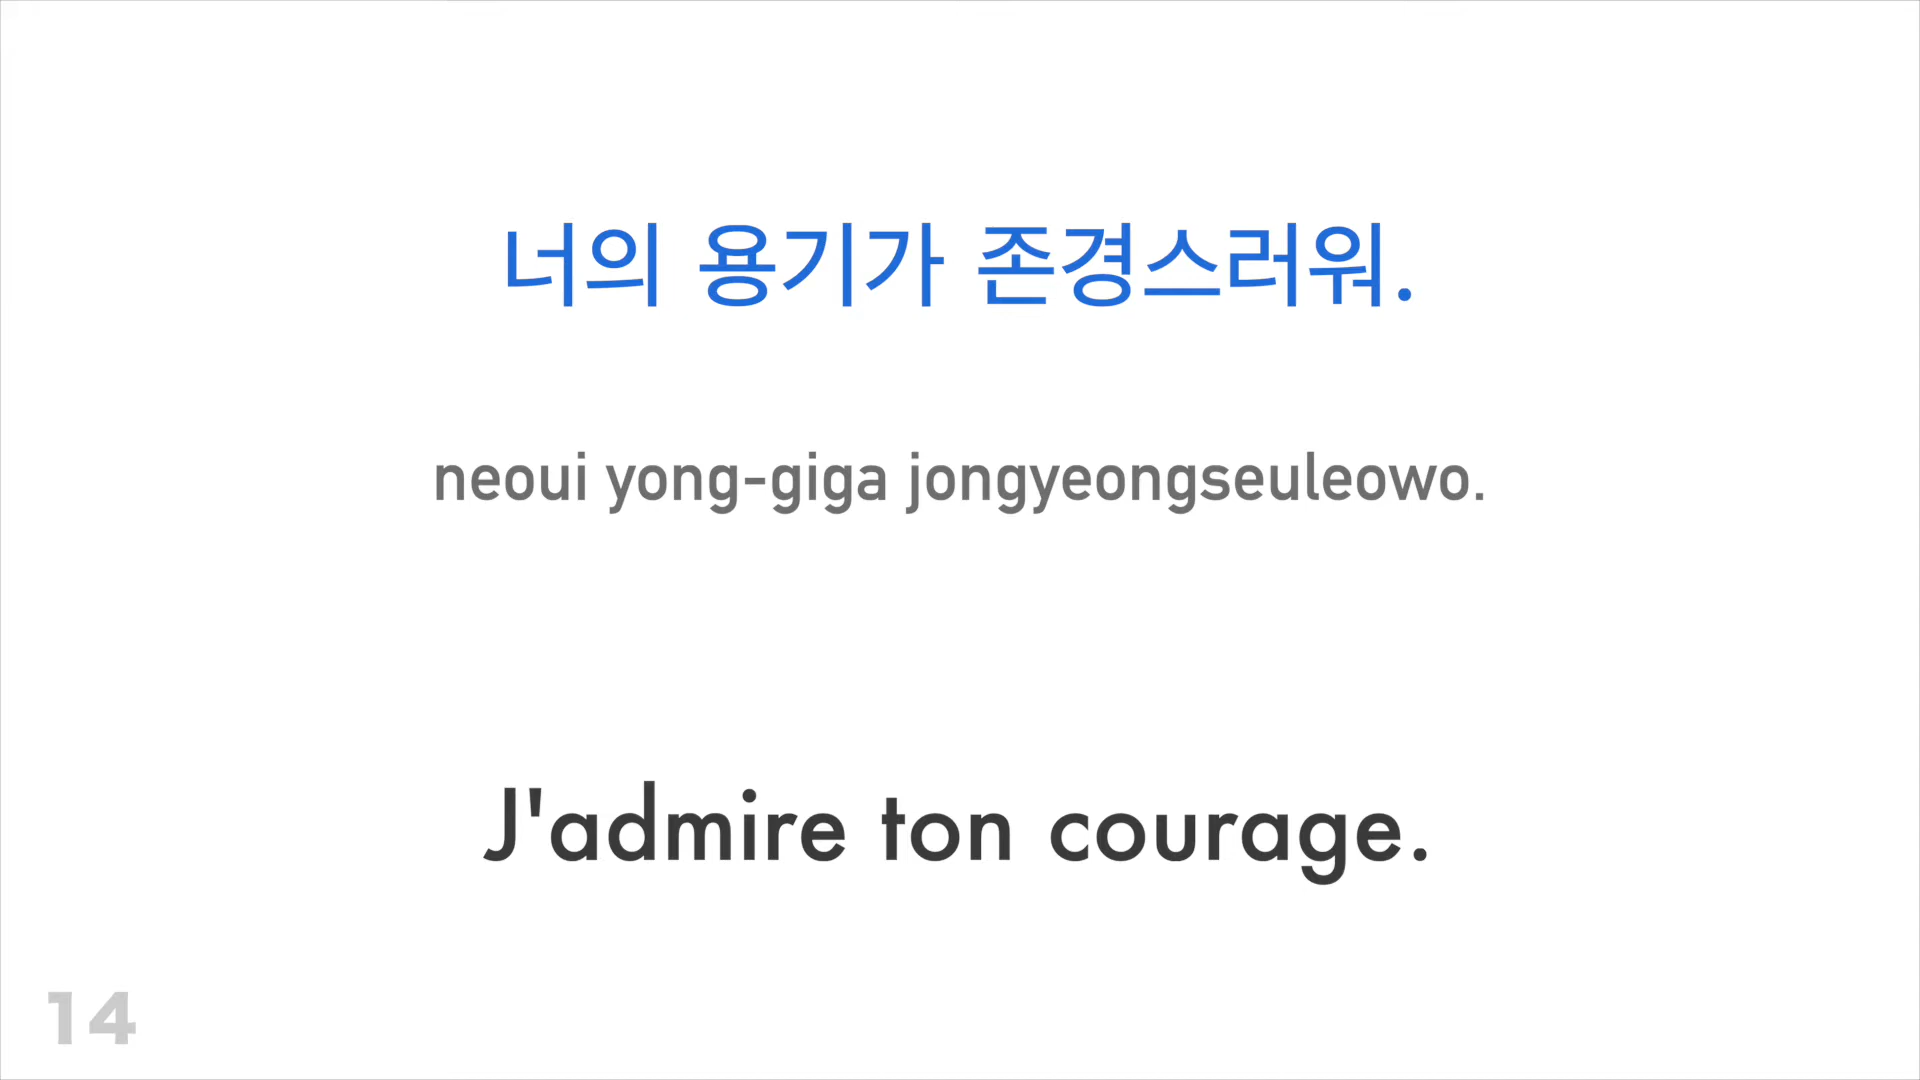 너의 용기가 존경스러워.
neoui yong-giga jongyeongseuleowo.
J'admire ton courage.
14